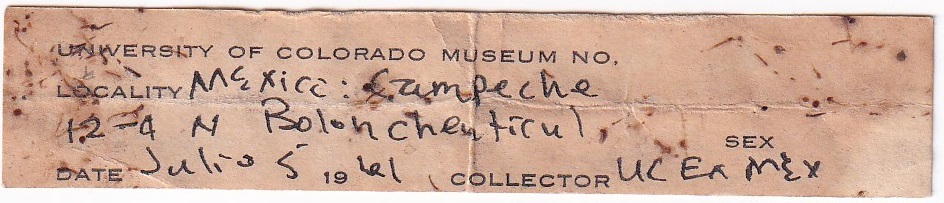 UNIVERSITY OF COLORADO MUSEUM NO.
LOCALITY Mexico: Campeche
12-4 N Bolonchenticul,
SEX
DATE Julio 5 1961 COLLECTOR UC Ex Mex